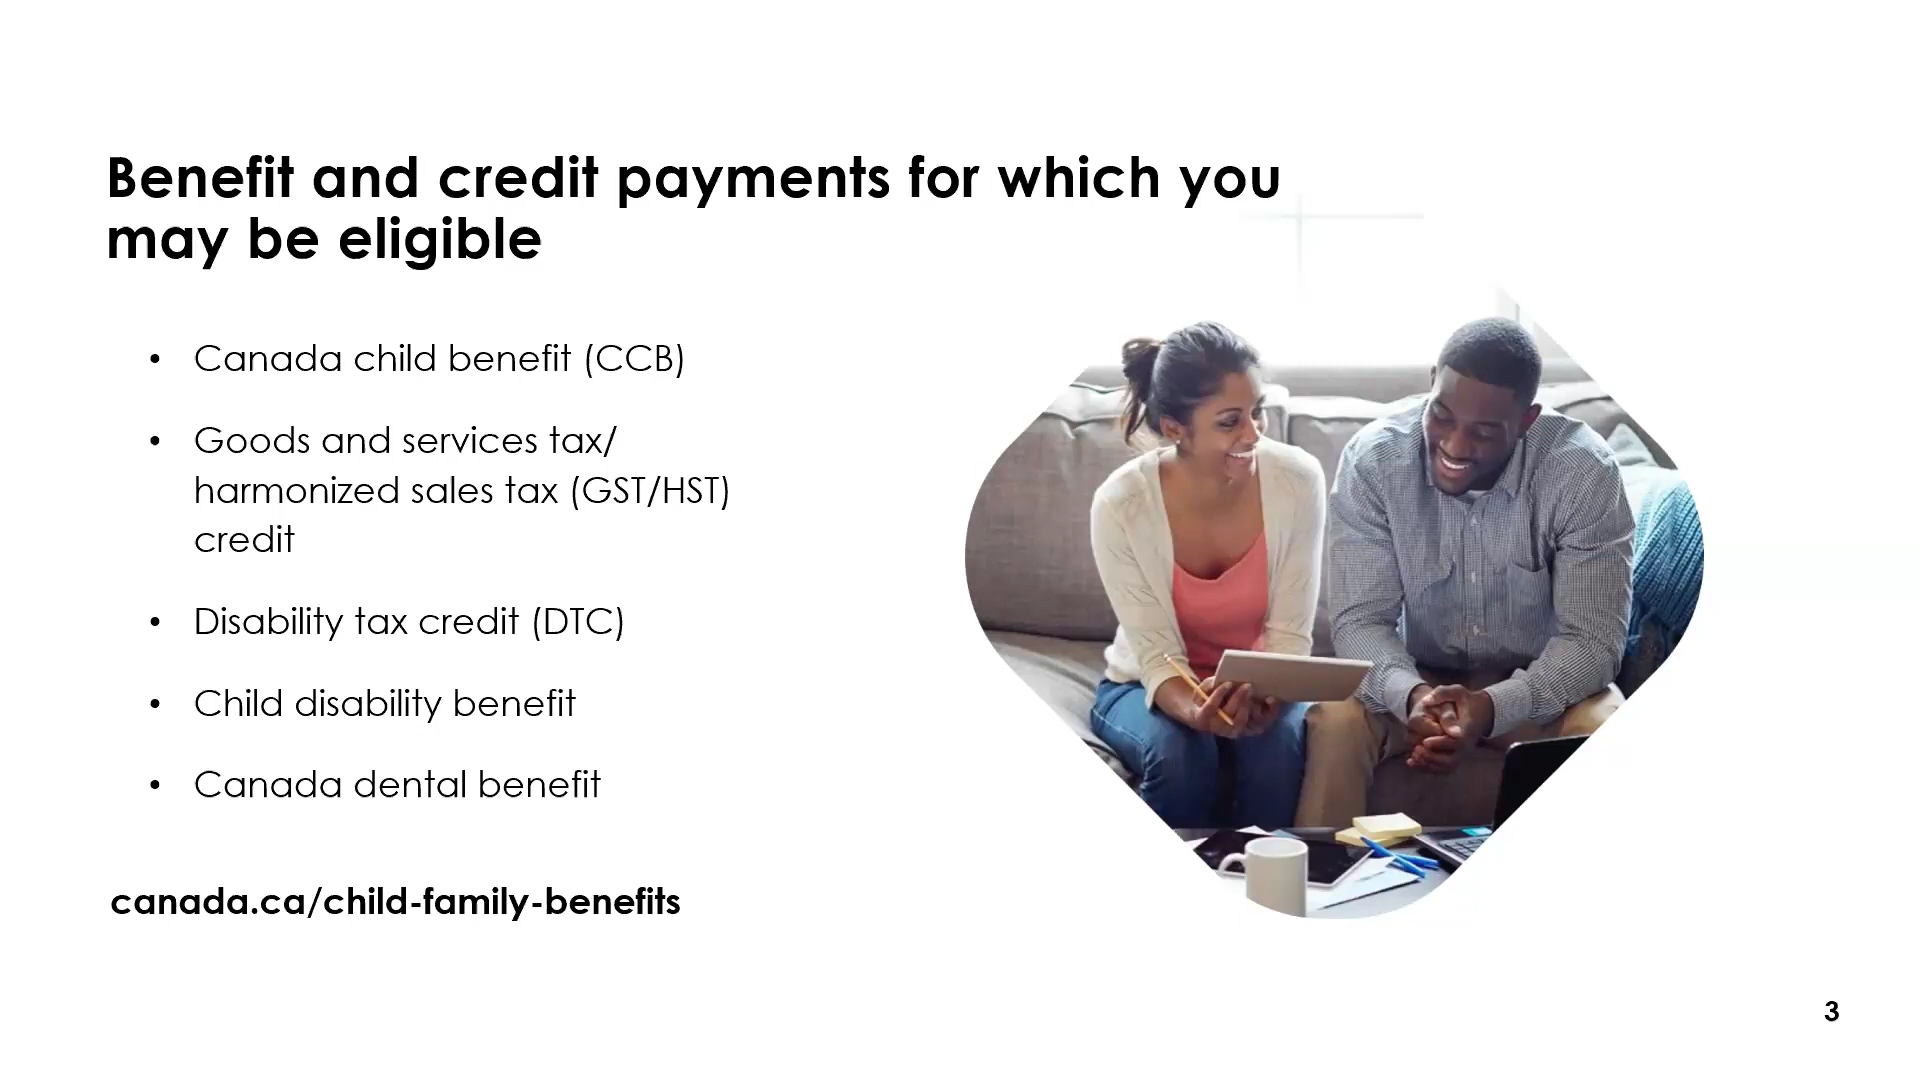 Benefit and credit payments for which you
may be eligible
• Canada child benefit (CCB)
• Goods and services tax/
harmonized sales tax (GST/HST)
credit
• Disability tax credit (DTC)
• Child disability benefit
• Canada dental benefit
canada.ca/child-family-benefits
3